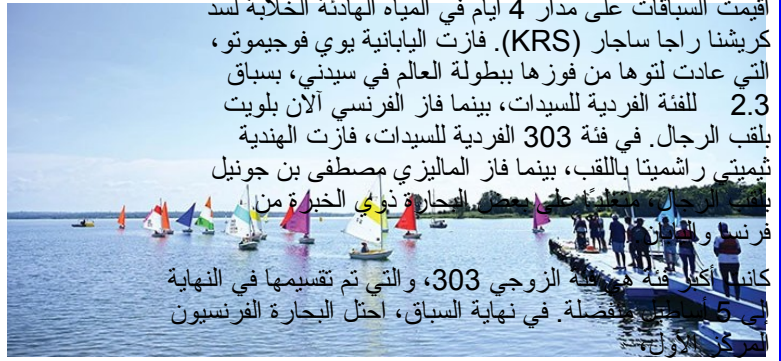 أقيمت السباقات على مدار 4 أيام في المياه الهادئة الخلابة لسد
كريشنا راجا ساجار (KRS). فازت اليابانية يوي فوجيموتو،
التي عادت لتوها من فوزها ببطولة العالم في سيدني، بسباق
2.3 للفئة الفردية للسيدات، بينما فاز الفرنسي آلان بلويت
بلقب الرجال. في فئة 303 الفردية للسيدات، فازت الهندية
ثيميتي راشميتا باللقب، بينما فاز الماليزي مصطفى بن جونيل
بلقب الرجال، متغلبًا على بعض البحارة ذوي الخبرة من
فرنسا واليابان.
كانت أكبر فئة هي فئة الزوجي 303، والتي تم تقسيمها في النهاية
إلى 5 أساطيل منفصلة. في نهاية السباق، احتل البحارة الفرنسيون
المركز الأول،